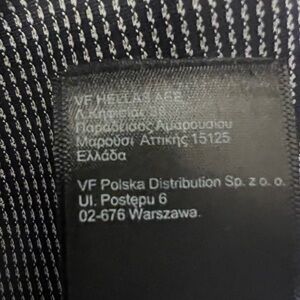 VF HELLAS AEE
Λ.Κηφισίας
Παράδεισος Αμαρουσίου
Μαρούσι Αττικής 15125
Ελλάδα
VF Polska Distribution Sp. z o. o.
Ul. Postępu 6
02-676 Warszawa.